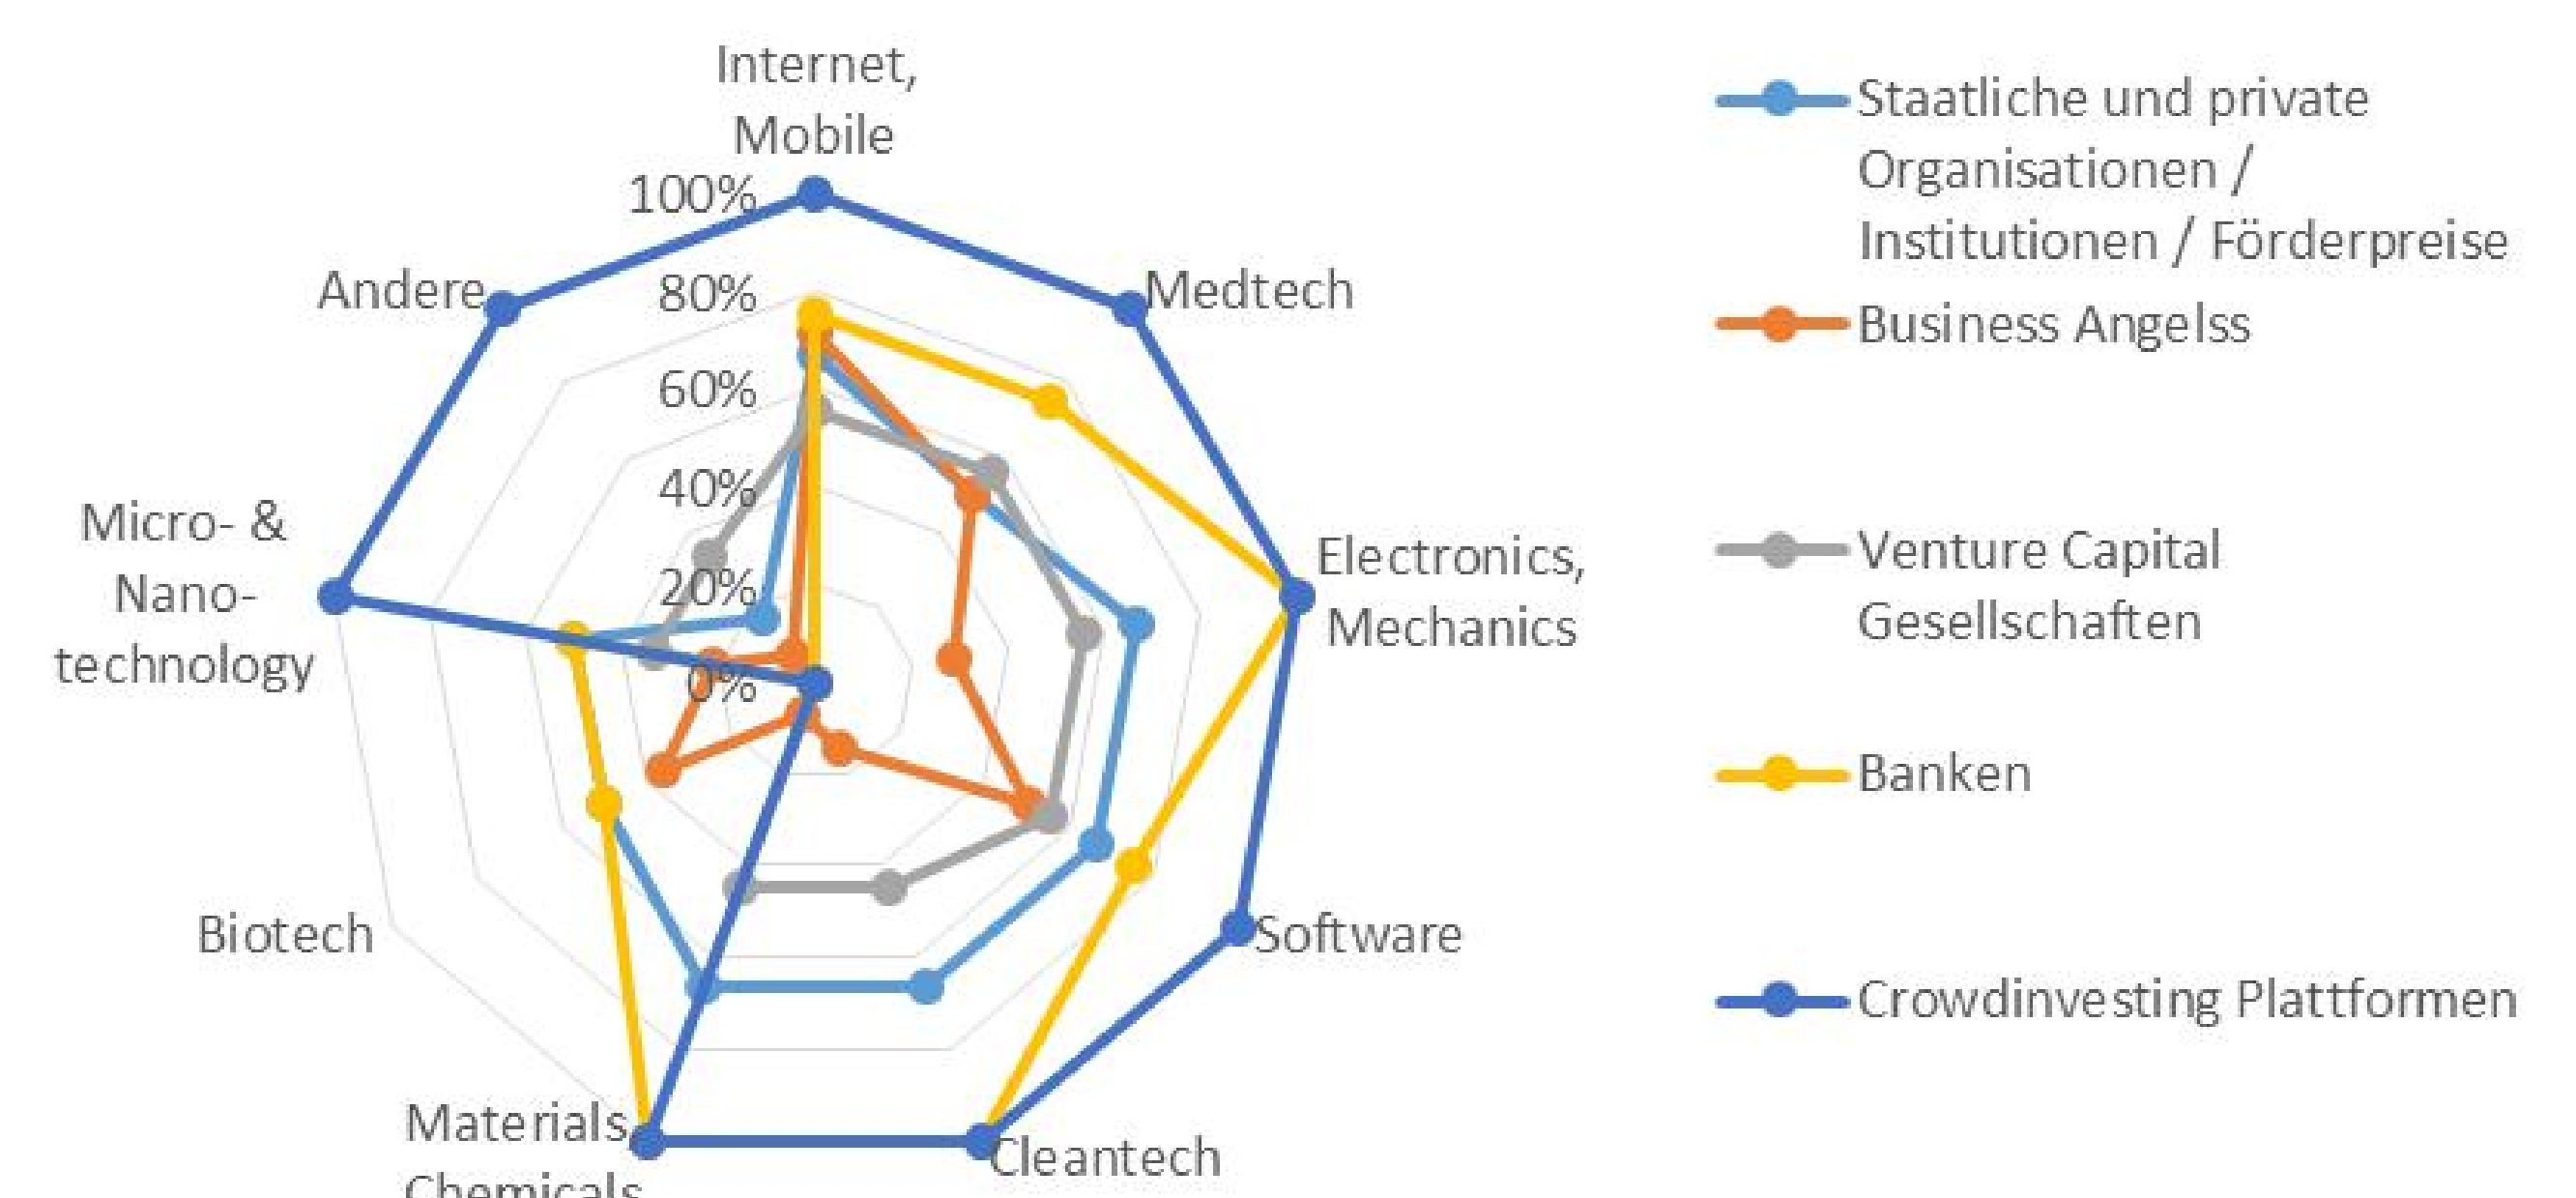 Internet,
Mobile
100%
80%
60%
40%
20%
0%
Medtech
Electronics,
Mechanics
Software
Cleantech
Materials,
Chemicals
Biotech
Micro- &
Nano-
technology
Andere
Staatliche und private
Organisationen /
Institutionen / Förderpreise
Business Angelss
Venture Capital
Gesellschaften
Banken
Crowdinvesting Plattformen